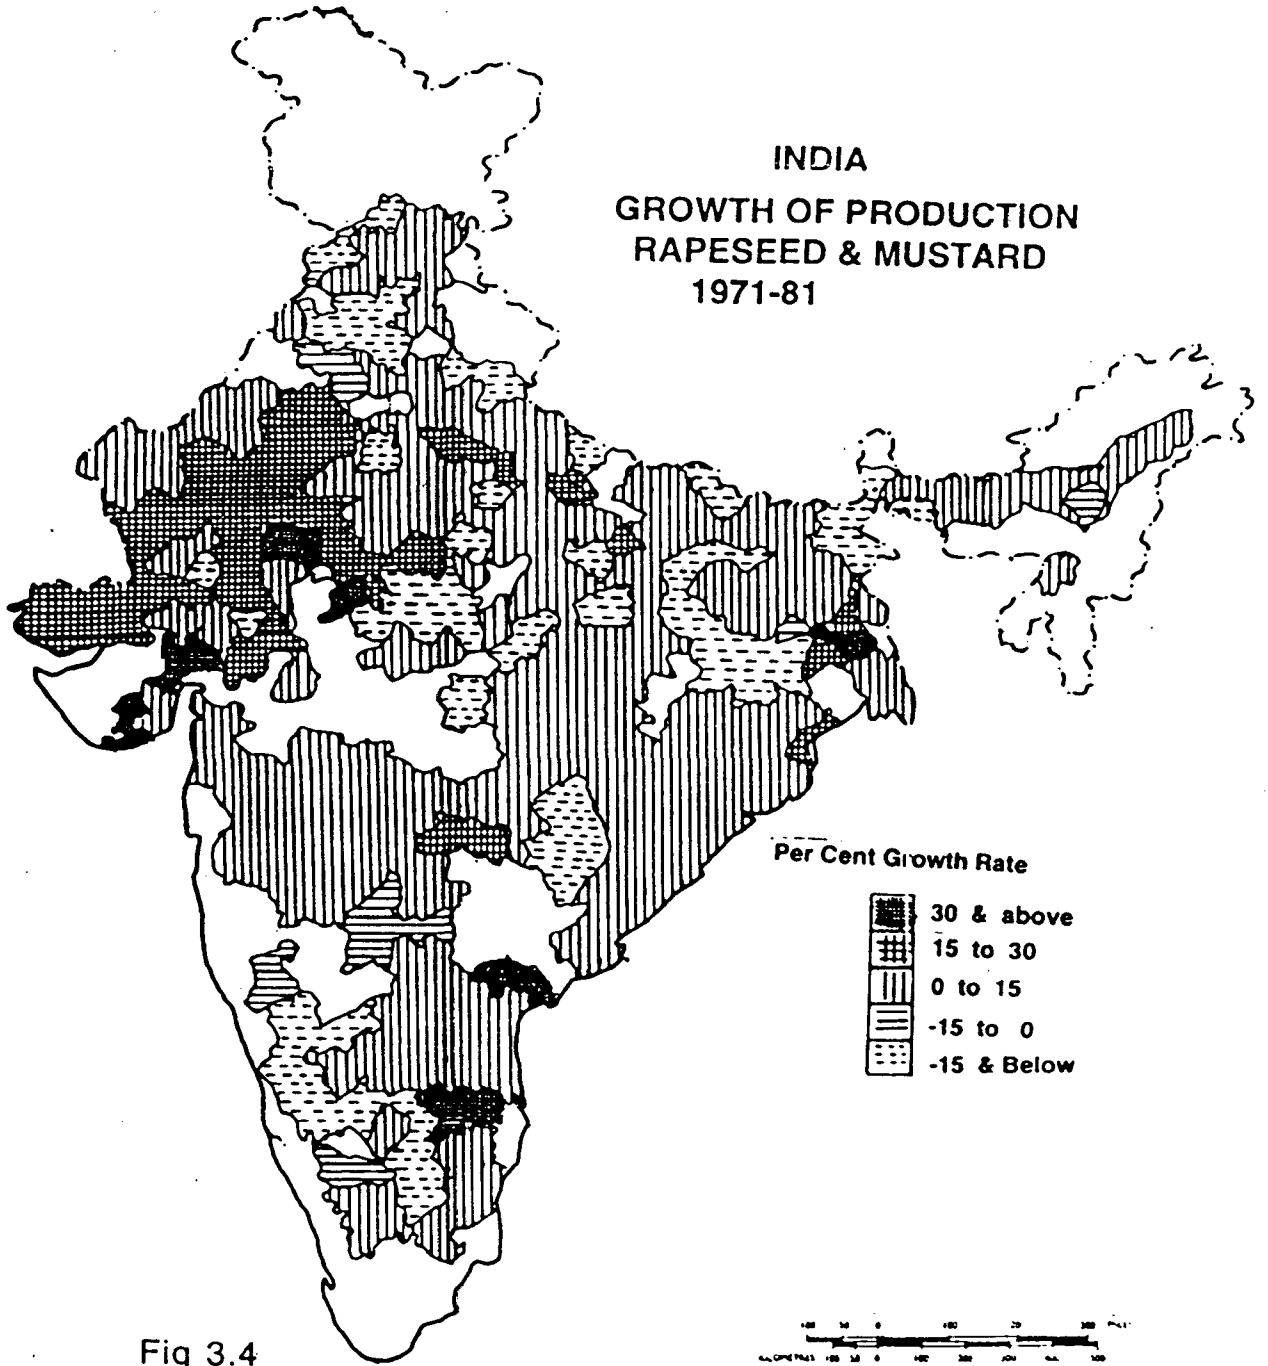 INDIA
GROWTH OF PRODUCTION
RAPESEED & MUSTARD
1971-81
Per Cent Growth Rate
30 & above
15 to 30
0 to 15
-15 to 0
-15 & Below
Fig 3.4